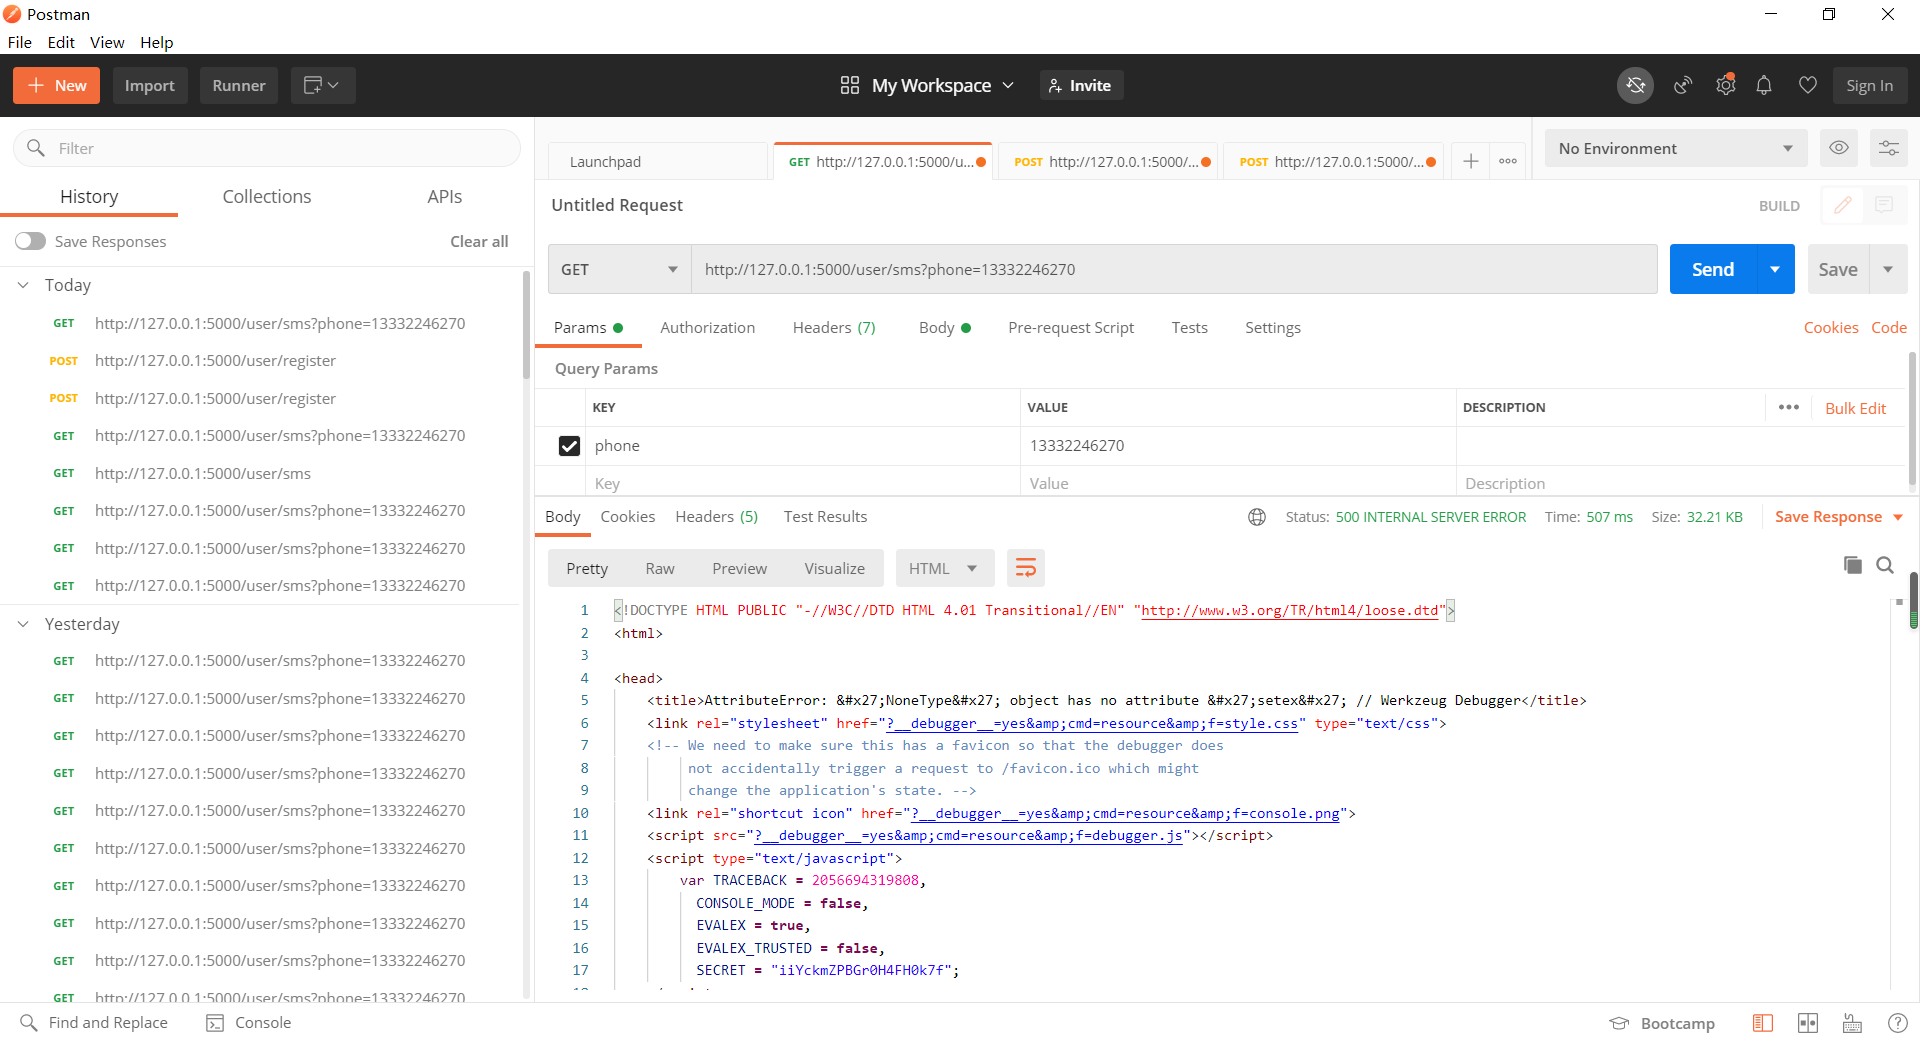 Postman
File Edit View Help
New Import Runner My Workspace Invite Sign In
Filter
History Collections APIs
Save Responses Clear all
Today
GET http://127.0.0.1:5000/user/sms?phone=13332246270
POST http://127.0.0.1:5000/user/register
POST http://127.0.0.1:5000/user/register
GET http://127.0.0.1:5000/user/sms?phone=13332246270
GET http://127.0.0.1:5000/user/sms
GET http://127.0.0.1:5000/user/sms?phone=13332246270
GET http://127.0.0.1:5000/user/sms?phone=13332246270
GET http://127.0.0.1:5000/user/sms?phone=13332246270
Yesterday
GET http://127.0.0.1:5000/user/sms?phone=13332246270
GET http://127.0.0.1:5000/user/sms?phone=13332246270
GET http://127.0.0.1:5000/user/sms?phone=13332246270
GET http://127.0.0.1:5000/user/sms?phone=13332246270
GET http://127.0.0.1:5000/user/sms?phone=13332246270
GET http://127.0.0.1:5000/user/sms?phone=13332246270
GET http://127.0.0.1:5000/user/sms?phone=13332246270
GET http://127.0.0.1:5000/user/sms?phone=13332246270
GET http://127.0.0.1:5000/user/sms?phone=13332246270
GET http://127.0.0.1:5000/user/sms?phone=13332246270
Launchpad GET http://127.0.0.1:5000/u... POST http://127.0.0.1:5000/... POST http://127.0.0.1:5000/... No Environment
Untitled Request BUILD
GET http://127.0.0.1:5000/user/sms?phone=13332246270 Send Save
Params Authorization Headers (7) Body Pre-request Script Tests Settings Cookies Code
Query Params
KEY VALUE DESCRIPTION Bulk Edit
phone 13332246270
Key Value Description
Body Cookies Headers (5) Test Results Status: 500 INTERNAL SERVER ERROR Time: 507 ms Size: 32.21 KB Save Response
Pretty Raw Preview Visualize HTML
1 <!DOCTYPE HTML PUBLIC "-//W3C//DTD HTML 4.01 Transitional//EN" "http://www.w3.org/TR/html4/loose.dtd">
2 <html>
3
4 <head>
5 <title>AttributeError: &#x27;NoneType&#x27; object has no attribute &#x27;setex&#x27; // Werkzeug Debugger</title>
6 <link rel="stylesheet" href="?__debugger__=yes&amp;cmd=resource&amp;f=style.css" type="text/css">
7 <!-- We need to make sure this has a favicon so that the debugger does
8 not accidentally trigger a request to /favicon.ico which might
9 change the application's state. -->
10 <link rel="shortcut icon" href="?__debugger__=yes&amp;cmd=resource&amp;f=console.png">
11 <script src="?__debugger__=yes&amp;cmd=resource&amp;f=debugger.js"></script>
12 <script type="text/javascript">
13 var TRACEBACK = 2056694319808,
14 CONSOLE_MODE = false,
15 EVALEX = true,
16 EVALEX_TRUSTED = false,
17 SECRET = "iiYckmZPBGr0H4FH0k7f";
Find and Replace Console Bootcamp